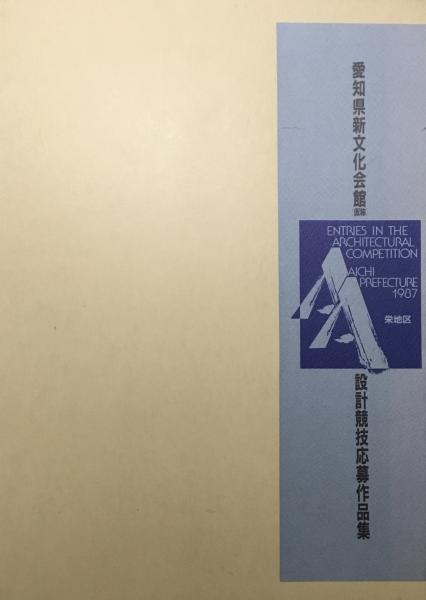 愛知県新文化会館(仮称)
ENTRIES IN THE
ARCHITECTURAL
COMPETITION
AICHI
PREFECTURE
1987
栄地区
設計競技応募作品集